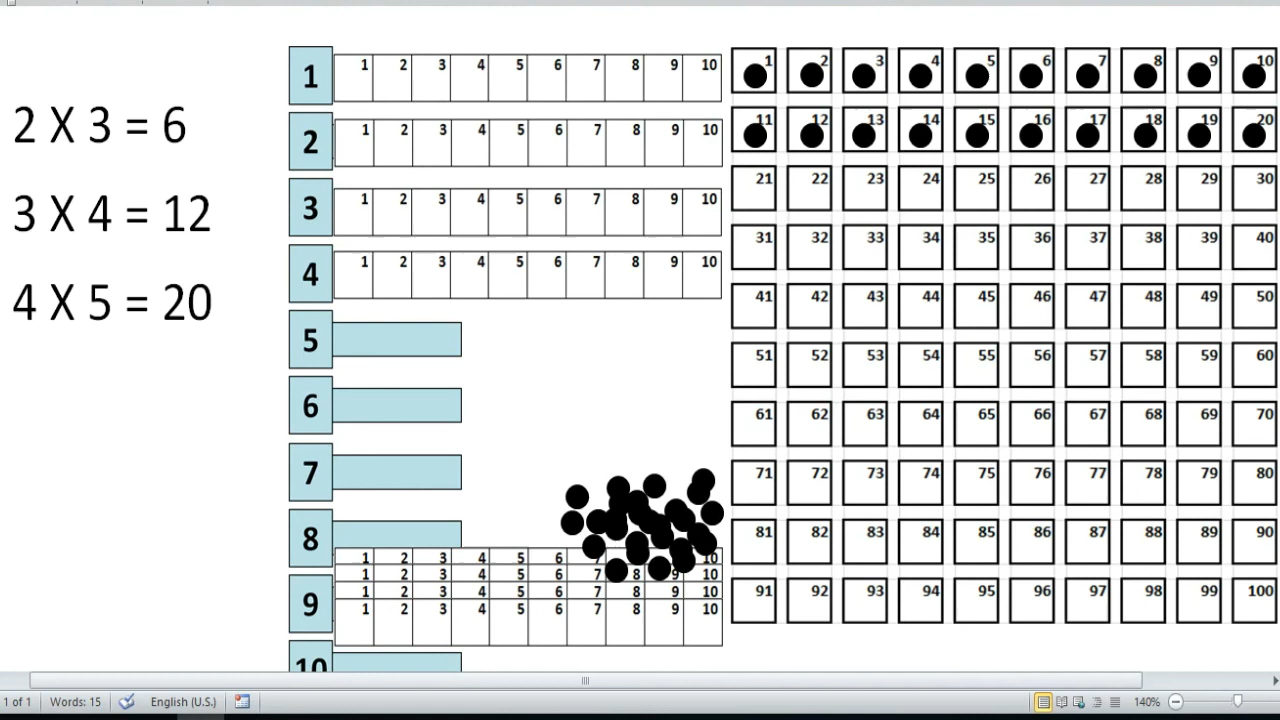 2 X 3 = 6
3 X 4 = 12
4 X 5 = 20
1 1 2 3 4 5 6 7 8 9 10
2 1 2 3 4 5 6 7 8 9 10
3 1 2 3 4 5 6 7 8 9 10
4 1 2 3 4 5 6 7 8 9 10
5
6
7
8
1 2 3 4 5 6 7 10
1 2 3 4 5 6 7 8 9 10
1 2 3 4 5 6 7 8 9 10
9 1 2 3 4 5 6 7 8 9 10
10
1 2 3 4 5 6 7 8 9 10
11 12 13 14 15 16 17 18 19 20
21 22 23 24 25 26 27 28 29 30
31 32 33 34 35 36 37 38 39 40
41 42 43 44 45 46 47 48 49 50
51 52 53 54 55 56 57 58 59 60
61 62 63 64 65 66 67 68 69 70
71 72 73 74 75 76 77 78 79 80
81 82 83 84 85 86 87 88 89 90
91 92 93 94 95 96 97 98 99 100
1 of 1 Words: 15 English (U.S.) 140%